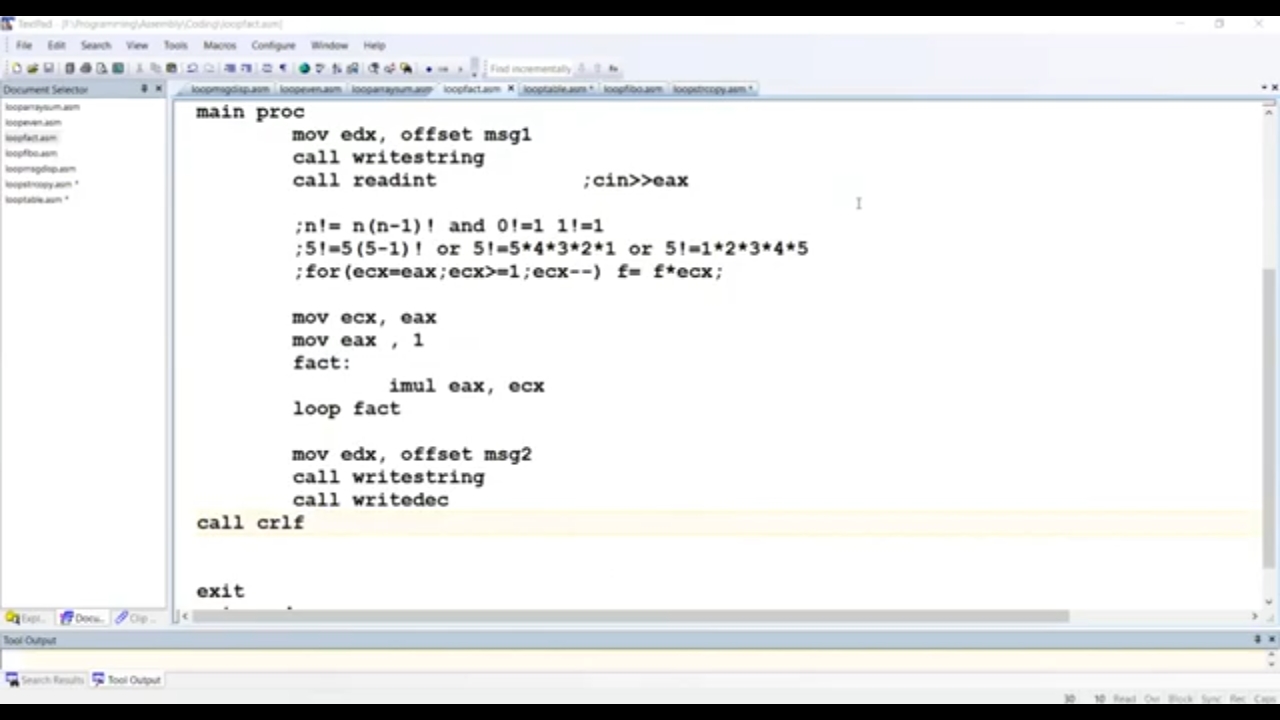 TextPad - [F:\Programming\Assembly\Coding\loopfact.asm]
File Edit Search View Tools Macros Configure Window Help
Find incrementally
Document Selector
loopmsgdisp.asm loopeven.asm looparraysum.asm loopfact.asm looptable.asm * loopfibo.asm loopstrcopy.asm *
looparraysum.asm
loopeven.asm
loopfact.asm
loopfibo.asm
loopmsgdisp.asm
loopstrcopy.asm *
looptable.asm *
main proc
mov edx, offset msg1
call writestring
call readint ;cin>>eax
;n!= n(n-1)! and 0!=1 1!=1
;5!=5(5-1)! or 5!=5*4*3*2*1 or 5!=1*2*3*4*5
;for(ecx=eax;ecx>=1;ecx--) f= f*ecx;
mov ecx, eax
mov eax , 1
fact:
imul eax, ecx
loop fact
mov edx, offset msg2
call writestring
call writedec
call crlf
exit
Expl... Docu... Clip ...
Tool Output
Search Results Tool Output
30 10 Read Ovr Block Sync Rec Caps